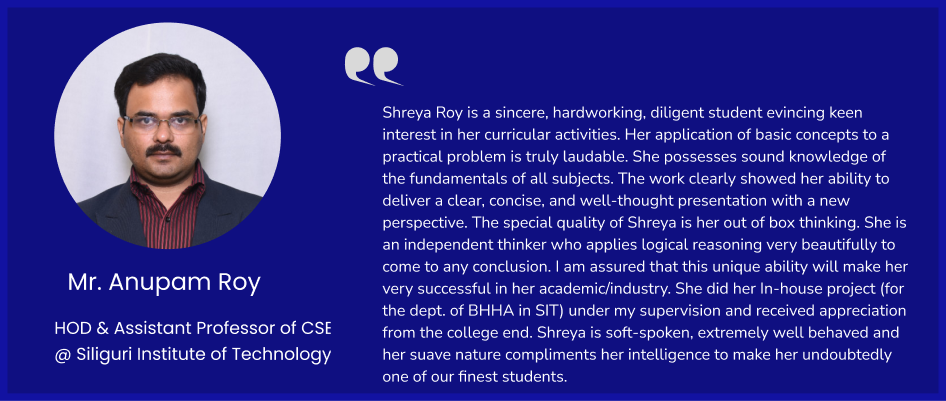 Mr. Anupam Roy
HOD & Assistant Professor of CSE
@ Siliguri Institute of Technology
Shreya Roy is a sincere, hardworking, diligent student evincing keen
interest in her curricular activities. Her application of basic concepts to a
practical problem is truly laudable. She possesses sound knowledge of
the fundamentals of all subjects. The work clearly showed her ability to
deliver a clear, concise, and well-thought presentation with a new
perspective. The special quality of Shreya is her out of box thinking. She is
an independent thinker who applies logical reasoning very beautifully to
come to any conclusion. I am assured that this unique ability will make her
very successful in her academic/industry. She did her In-house project (for
the dept. of BHHA in SIT) under my supervision and received appreciation
from the college end. Shreya is soft-spoken, extremely well behaved and
her suave nature compliments her intelligence to make her undoubtedly
one of our finest students.